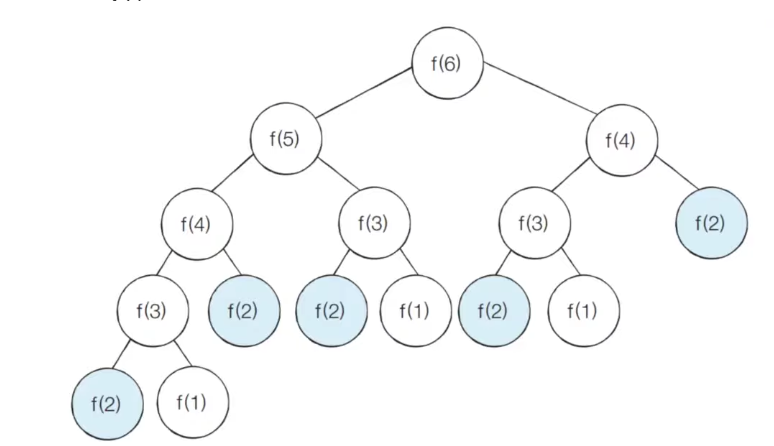 f(6)
f(5) f(4)
f(4) f(3) f(3) f(2)
f(3) f(2) f(2) f(1) f(2) f(1)
f(2) f(1)